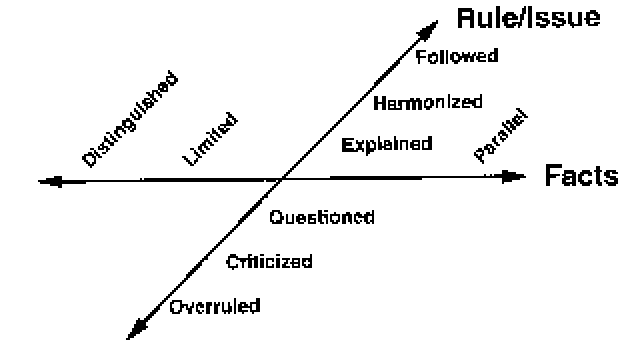 Rule/Issue
Followed
Distinguished
Harmonized
Limited
Explained
Parallel
Facts
Questioned
Criticized
Overruled